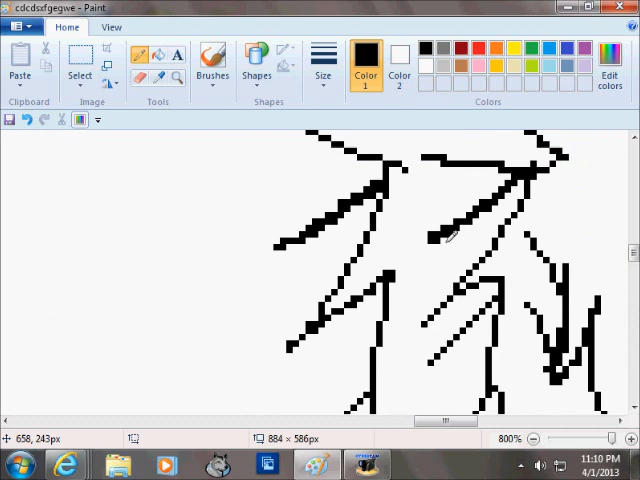 cdcdsxfgegwe - Paint
Home View
Paste
Select
Brushes
Shapes
Size
Color 1
Color 2
Edit colors
Clipboard Image Tools Shapes Colors
658, 243px 884 × 586px 800%
11:10 PM
4/1/2013